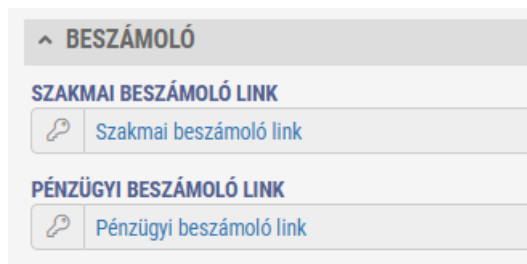 BESZÁMOLÓ
SZAKMAI BESZÁMOLÓ LINK
Szakmai beszámoló link
PÉNZÜGYI BESZÁMOLÓ LINK
Pénzügyi beszámoló link